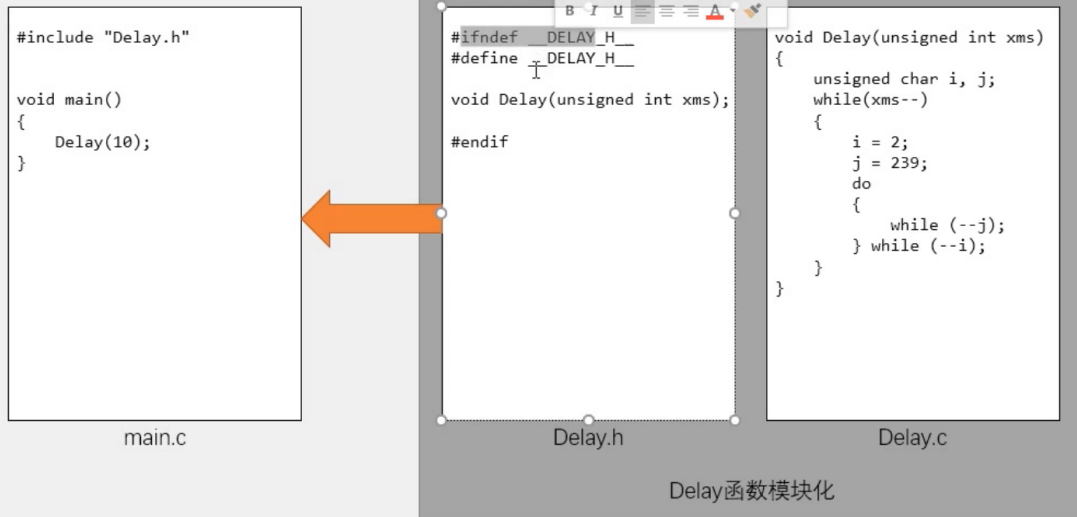 B I U A
#include "Delay.h"
void main()
{
    Delay(10);
}
main.c
#ifndef __DELAY_H__
#define __DELAY_H__
void Delay(unsigned int xms);
#endif
Delay.h
void Delay(unsigned int xms)
{
    unsigned char i, j;
    while(xms--)
    {
        i = 2;
        j = 239;
        do
        {
            while (--j);
        } while (--i);
    }
}
Delay.c
Delay函数模块化